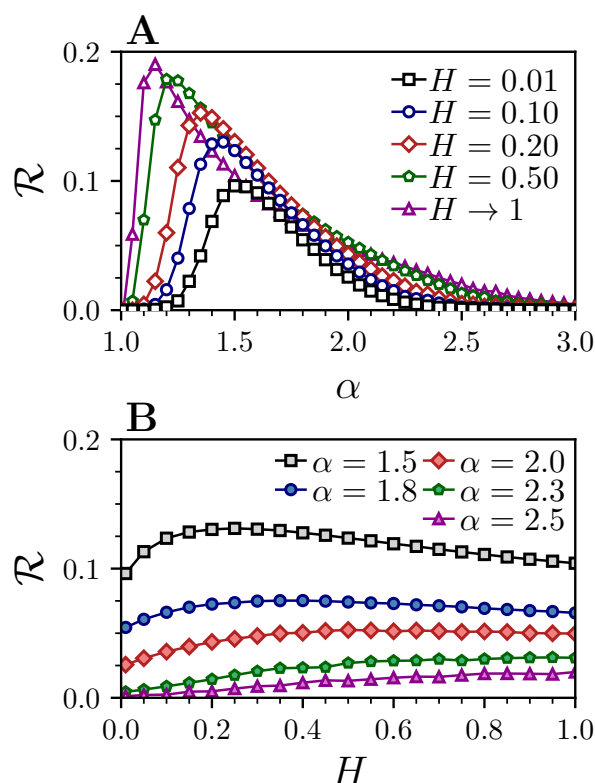 A
0.2
0.1
0.0
R
H = 0.01
H = 0.10
H = 0.20
H = 0.50
H → 1
1.0 1.5 2.0 2.5 3.0
α
B
0.2
0.1
0.0
R
α = 1.5 α = 2.0
α = 1.8 α = 2.3
α = 2.5
0.0 0.2 0.4 0.6 0.8 1.0
H